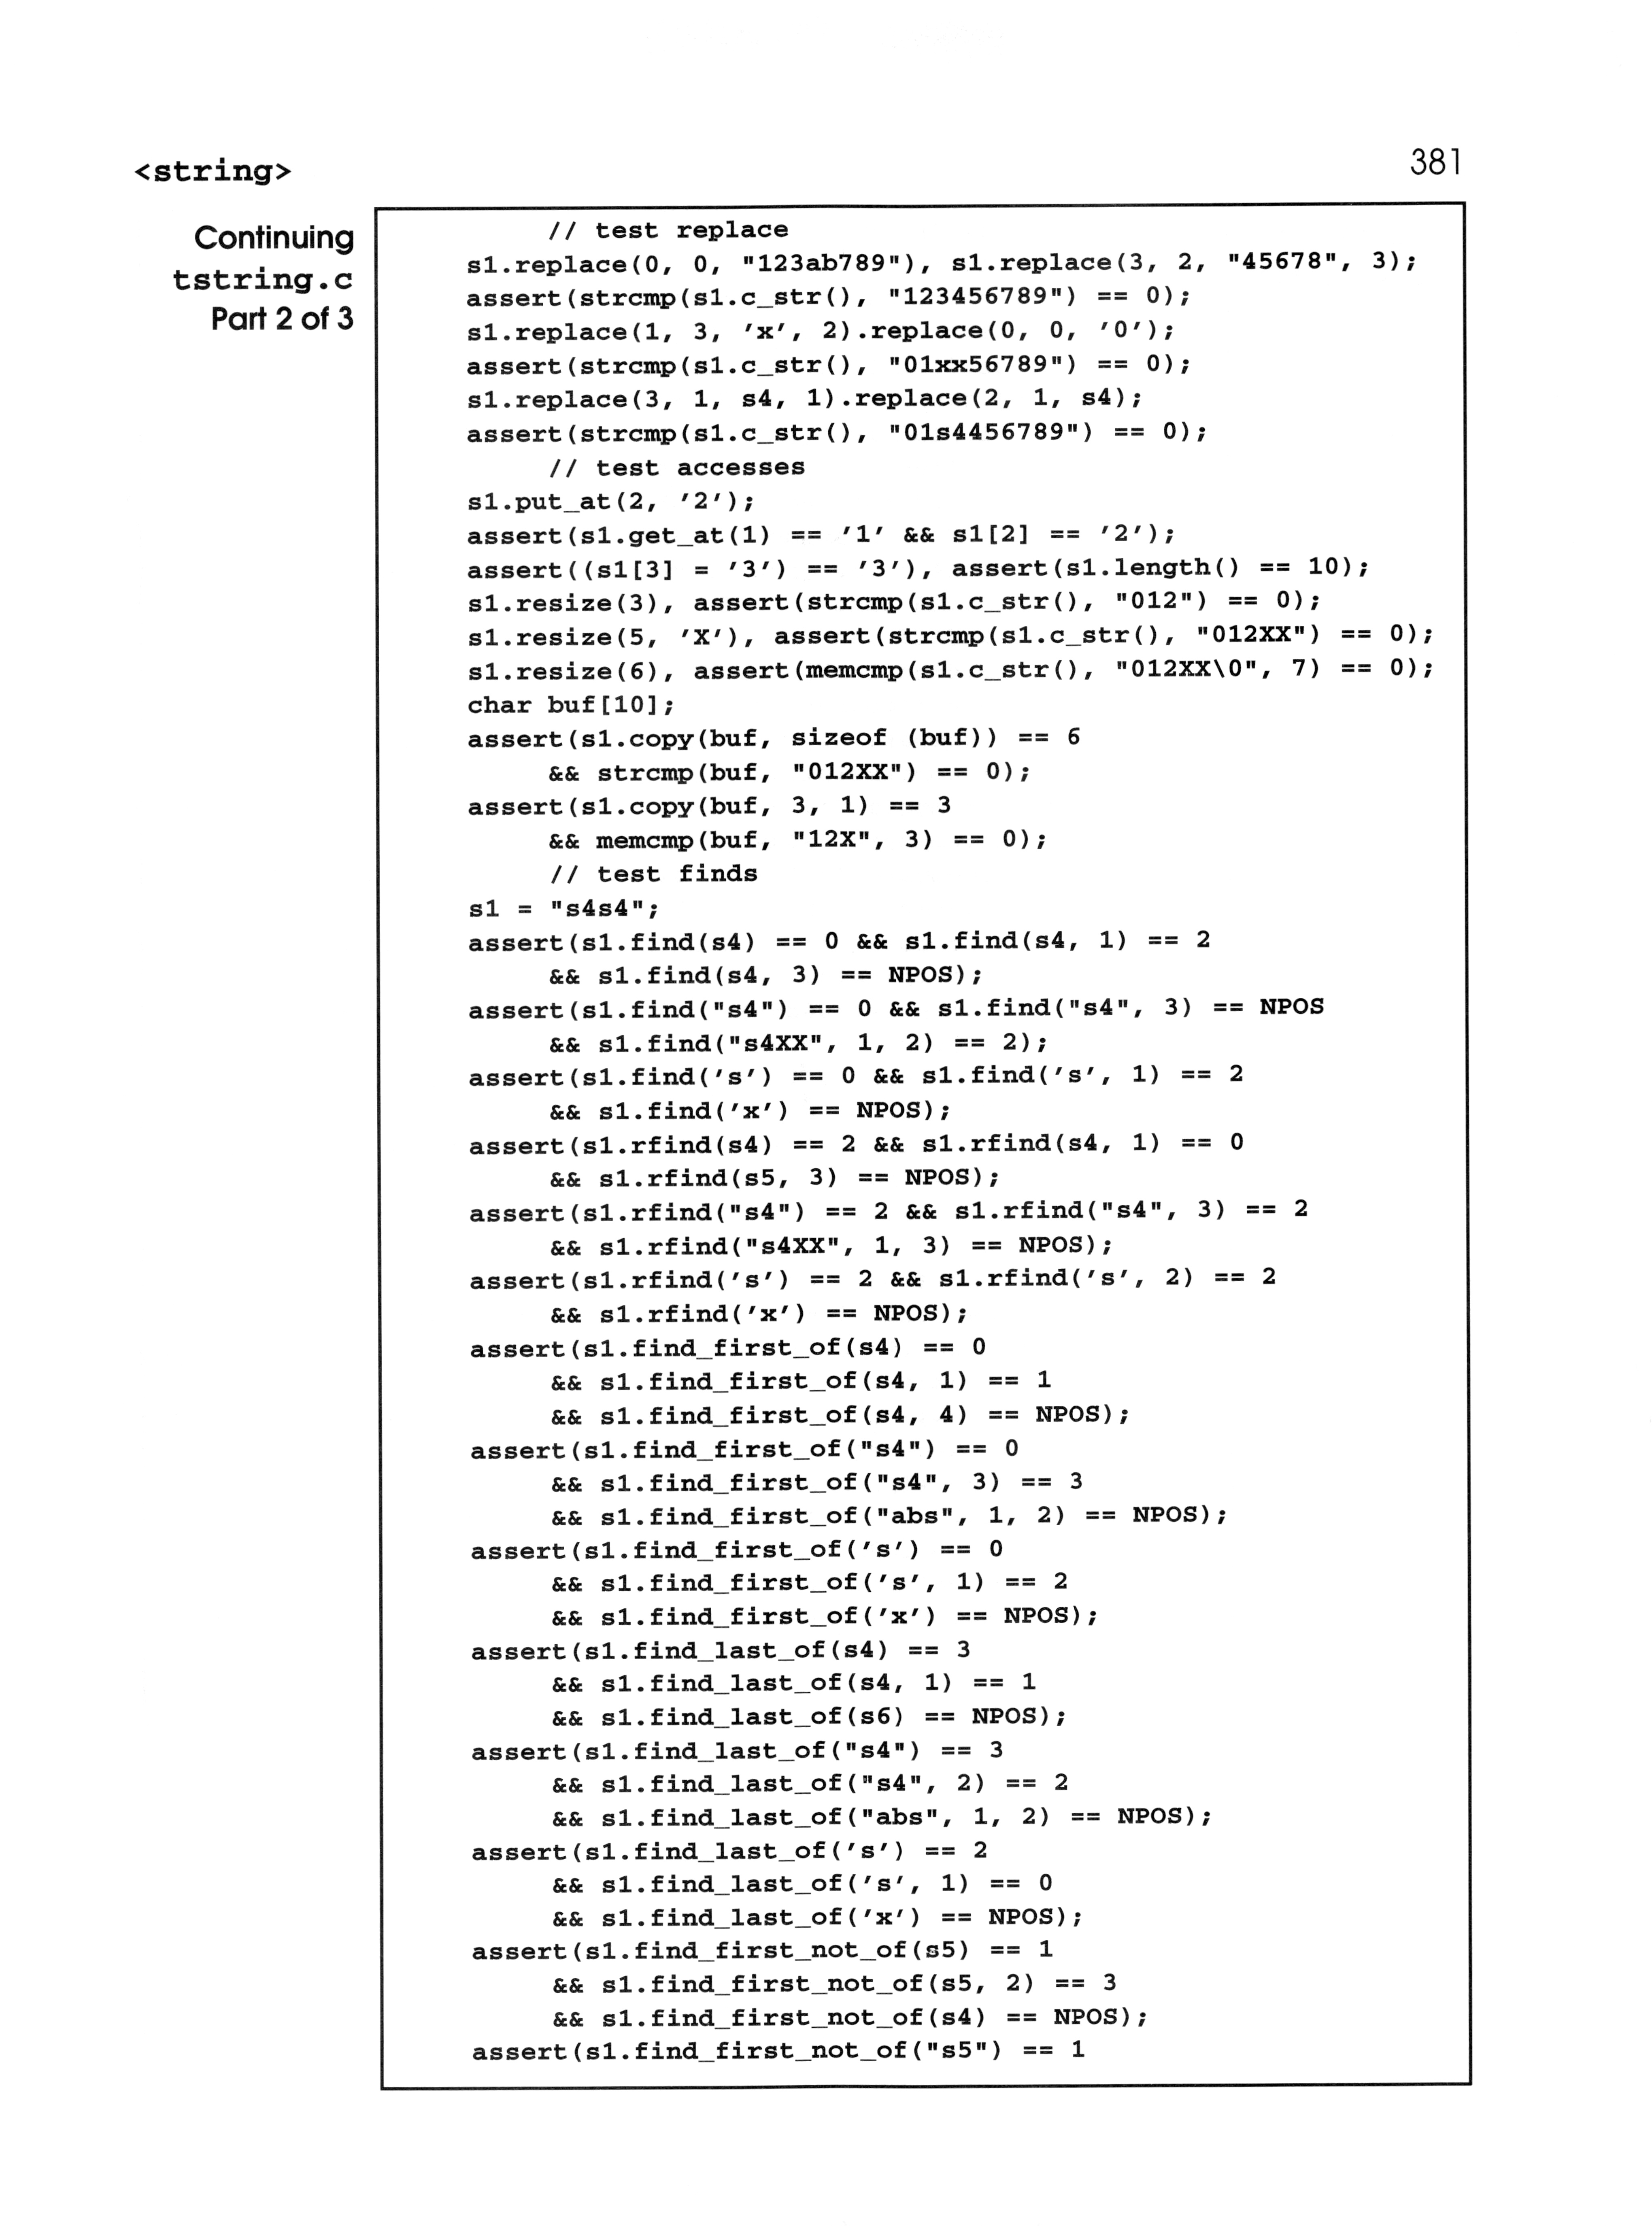 <string>
381
Continuing
tstring.c
Part 2 of 3
// test replace
s1.replace(0, 0, "123ab789"), s1.replace(3, 2, "45678", 3);
assert(strcmp(s1.c_str(), "123456789") == 0);
s1.replace(1, 3, 'x', 2).replace(0, 0, '0');
assert(strcmp(s1.c_str(), "01xx56789") == 0);
s1.replace(3, 1, s4, 1).replace(2, 1, s4);
assert(strcmp(s1.c_str(), "01s4456789") == 0);
// test accesses
s1.put_at(2, '2');
assert(s1.get_at(1) == '1' && s1[2] == '2');
assert((s1[3] = '3') == '3'), assert(s1.length() == 10);
s1.resize(3), assert(strcmp(s1.c_str(), "012") == 0);
s1.resize(5, 'X'), assert(strcmp(s1.c_str(), "012XX") == 0);
s1.resize(6), assert(memcmp(s1.c_str(), "012XX\0", 7) == 0);
char buf[10];
assert(s1.copy(buf, sizeof (buf)) == 6
&& strcmp(buf, "012XX") == 0);
assert(s1.copy(buf, 3, 1) == 3
&& memcmp(buf, "12X", 3) == 0);
// test finds
s1 = "s4s4";
assert(s1.find(s4) == 0 && s1.find(s4, 1) == 2
&& s1.find(s4, 3) == NPOS);
assert(s1.find("s4") == 0 && s1.find("s4", 3) == NPOS
&& s1.find("s4XX", 1, 2) == 2);
assert(s1.find('s') == 0 && s1.find('s', 1) == 2
&& s1.find('x') == NPOS);
assert(s1.rfind(s4) == 2 && s1.rfind(s4, 1) == 0
&& s1.rfind(s5, 3) == NPOS);
assert(s1.rfind("s4") == 2 && s1.rfind("s4", 3) == 2
&& s1.rfind("s4XX", 1, 3) == NPOS);
assert(s1.rfind('s') == 2 && s1.rfind('s', 2) == 2
&& s1.rfind('x') == NPOS);
assert(s1.find_first_of(s4) == 0
&& s1.find_first_of(s4, 1) == 1
&& s1.find_first_of(s4, 4) == NPOS);
assert(s1.find_first_of("s4") == 0
&& s1.find_first_of("s4", 3) == 3
&& s1.find_first_of("abs", 1, 2) == NPOS);
assert(s1.find_first_of('s') == 0
&& s1.find_first_of('s', 1) == 2
&& s1.find_first_of('x') == NPOS);
assert(s1.find_last_of(s4) == 3
&& s1.find_last_of(s4, 1) == 1
&& s1.find_last_of(s6) == NPOS);
assert(s1.find_last_of("s4") == 3
&& s1.find_last_of("s4", 2) == 2
&& s1.find_last_of("abs", 1, 2) == NPOS);
assert(s1.find_last_of('s') == 2
&& s1.find_last_of('s', 1) == 0
&& s1.find_last_of('x') == NPOS);
assert(s1.find_first_not_of(s5) == 1
&& s1.find_first_not_of(s5, 2) == 3
&& s1.find_first_not_of(s4) == NPOS);
assert(s1.find_first_not_of("s5") == 1